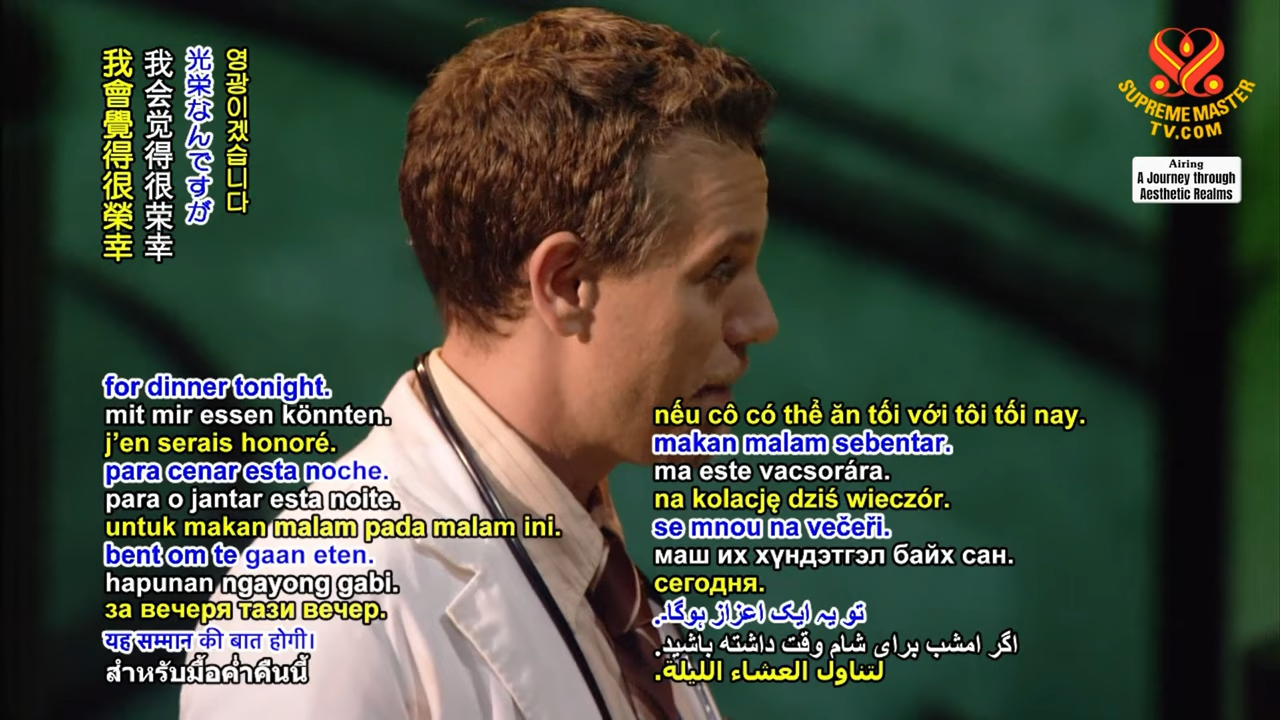 我會覺得很榮幸
我会觉得很荣幸
光栄なんですが
영광이겠습니다
SUPREME MASTER
TV.COM
Airing
A Journey through
Aesthetic Realms
for dinner tonight.
mit mir essen könnten.
j’en serais honoré.
para cenar esta noche.
para o jantar esta noite.
untuk makan malam pada malam ini.
bent om te gaan eten.
hapunan ngayong gabi.
за вечеря тази вечер.
यह सम्मान की बात होगी।
สำหรับมื้อค่ำคืนนี้
nếu cô có thể ăn tối với tôi tối nay.
makan malam sebentar.
ma este vacsorára.
na kolację dziś wieczór.
se mnou na večeři.
маш их хүндэтгэл байх сан.
сегодня.
تو یہ ایک اعزاز ہوگا۔
اگر امشب برای شام وقت داشته باشید.
لتناول العشاء الليلة.